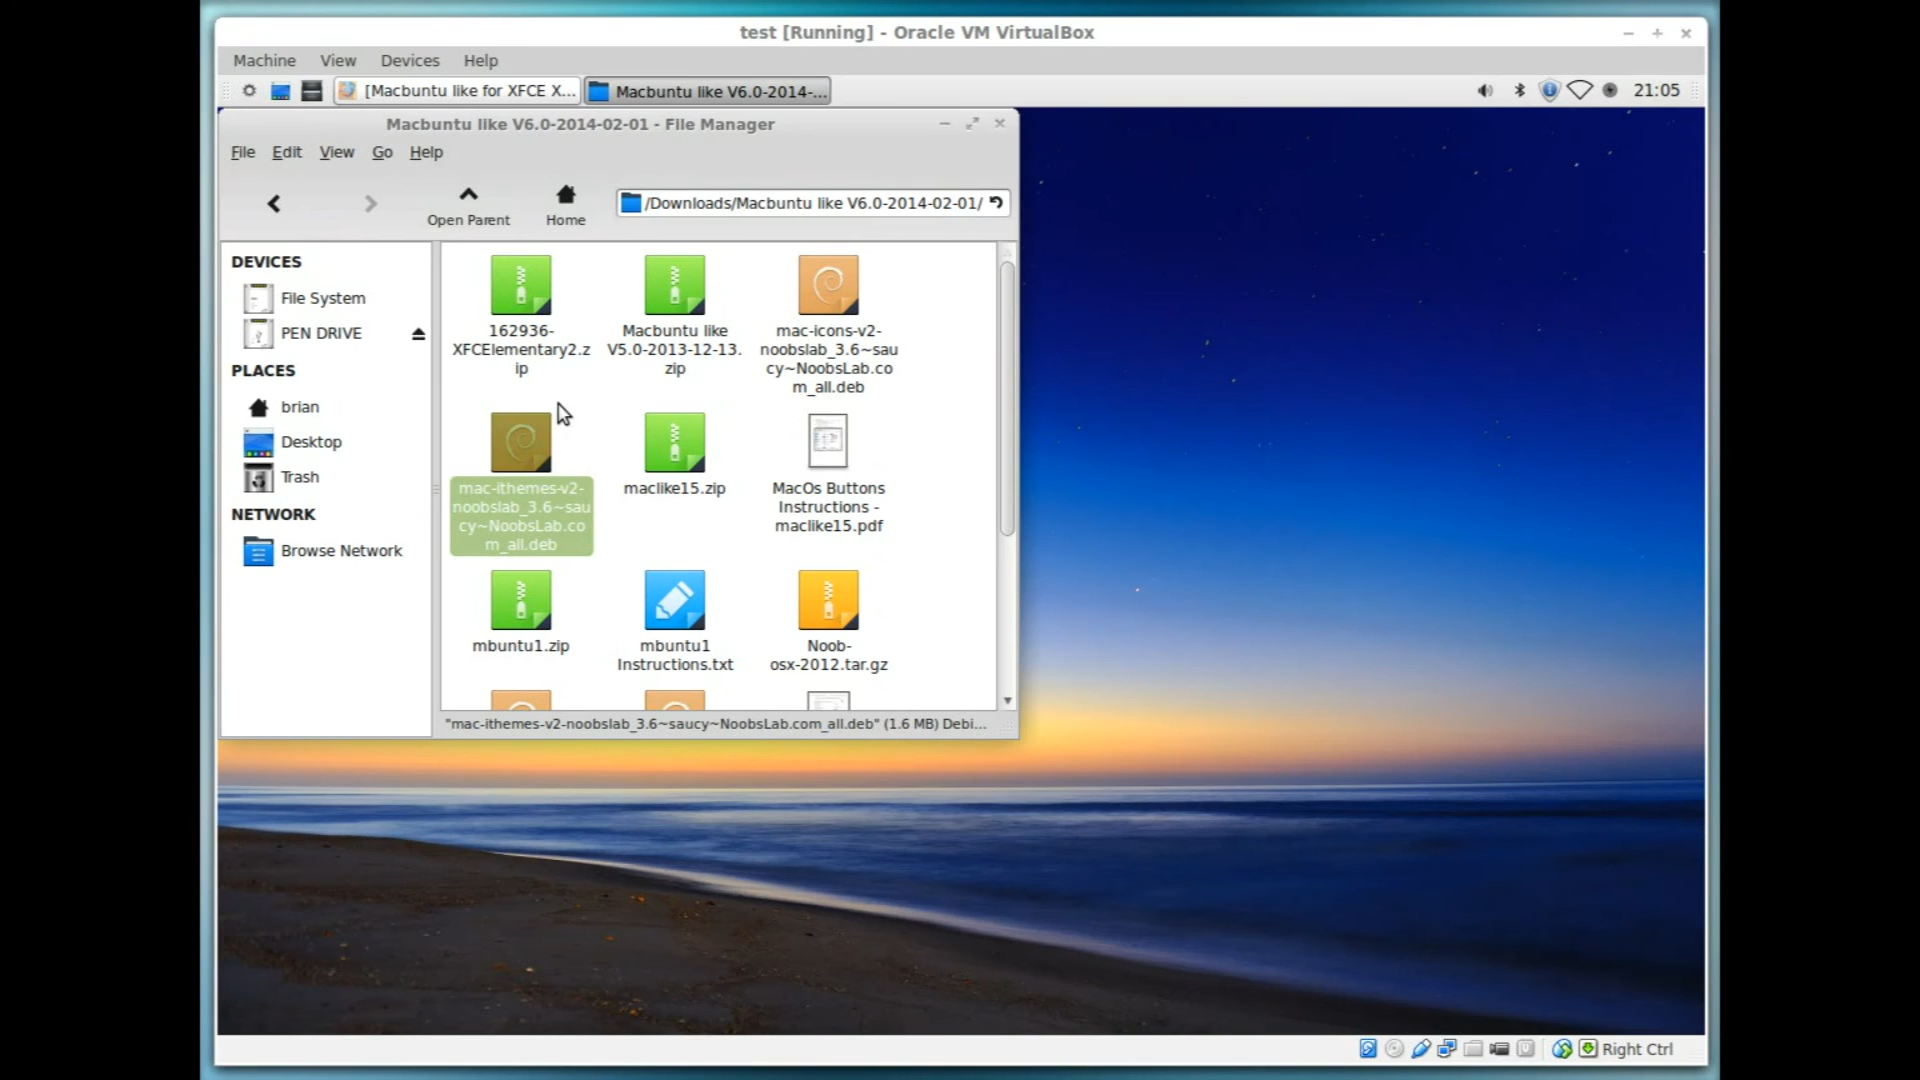 test [Running] - Oracle VM VirtualBox
Machine View Devices Help
[Macbuntu like for XFCE X... Macbuntu like V6.0-2014-... 21:05
Macbuntu like V6.0-2014-02-01 - File Manager
File Edit View Go Help
Open Parent Home /Downloads/Macbuntu like V6.0-2014-02-01/
DEVICES
File System
PEN DRIVE
PLACES
brian
Desktop
Trash
NETWORK
Browse Network
162936-
XFCElementary2.z
ip
Macbuntu like
V5.0-2013-12-13.
zip
mac-icons-v2-
noobslab_3.6~sau
cy~NoobsLab.co
m_all.deb
mac-ithemes-v2-
noobslab_3.6~sau
cy~NoobsLab.co
m_all.deb
maclike15.zip
MacOs Buttons
Instructions -
maclike15.pdf
mbuntu1.zip
mbuntu1
Instructions.txt
Noob-
osx-2012.tar.gz
"mac-ithemes-v2-noobslab_3.6~saucy~NoobsLab.com_all.deb" (1.6 MB) Debi...
Right Ctrl